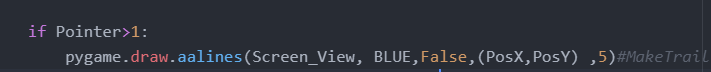 if Pointer>1:
pygame.draw.aalines(Screen_View, BLUE,False,(PosX,PosY) ,5)#MakeTrail